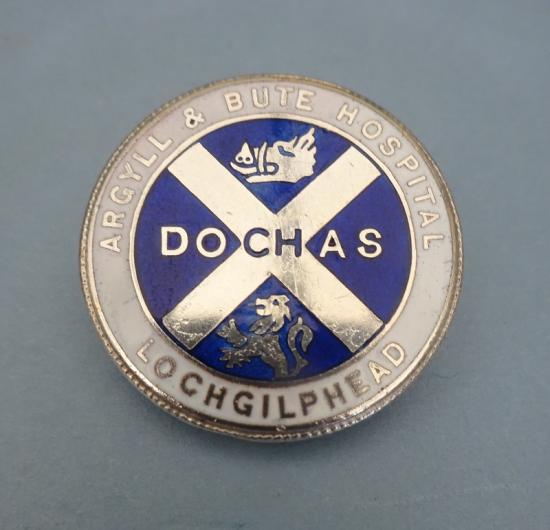 ARGYLL & BUTE HOSPITAL
DOCHAS
LOCHGILPHEAD